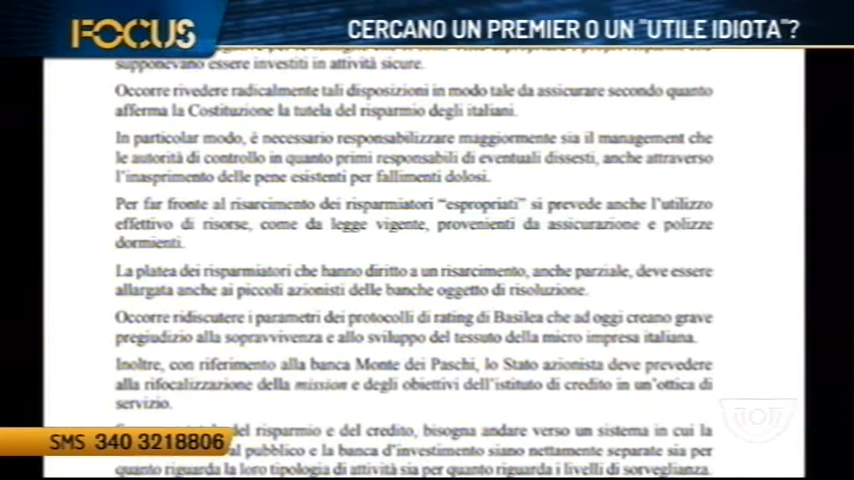 FOCUS
CERCANO UN PREMIER O UN "UTILE IDIOTA"?
supponevano essere investiti in attività sicure.
Occorre rivedere radicalmente tali disposizioni in modo tale da assicurare secondo quanto
afferma la Costituzione la tutela del risparmio degli italiani.
In particolar modo, è necessario responsabilizzare maggiormente sia il management che
le autorità di controllo in quanto primi responsabili di eventuali dissesti, anche attraverso
l'inasprimento delle pene esistenti per fallimenti dolosi.
Per far fronte al risarcimento dei risparmiatori “espropriati” si prevede anche l'utilizzo
effettivo di risorse, come da legge vigente, provenienti da assicurazione e polizze
dormienti.
La platea dei risparmiatori che hanno diritto a un risarcimento, anche parziale, deve essere
allargata anche ai piccoli azionisti delle banche oggetto di risoluzione.
Occorre ridiscutere i parametri dei protocolli di rating di Basilea che ad oggi creano grave
pregiudizio alla sopravvivenza e allo sviluppo del tessuto della micro impresa italiana.
Inoltre, con riferimento alla banca Monte dei Paschi, lo Stato azionista deve prevedere
alla rifocalizzazione della mission e degli obiettivi dell'istituto di credito in un'ottica di
servizio.
del risparmio e del credito, bisogna andare verso un sistema in cui la
al pubblico e la banca d'investimento siano nettamente separate sia per
quanto riguarda la loro tipologia di attività sia per quanto riguarda i livelli di sorveglianza.
SMS 340 3218806